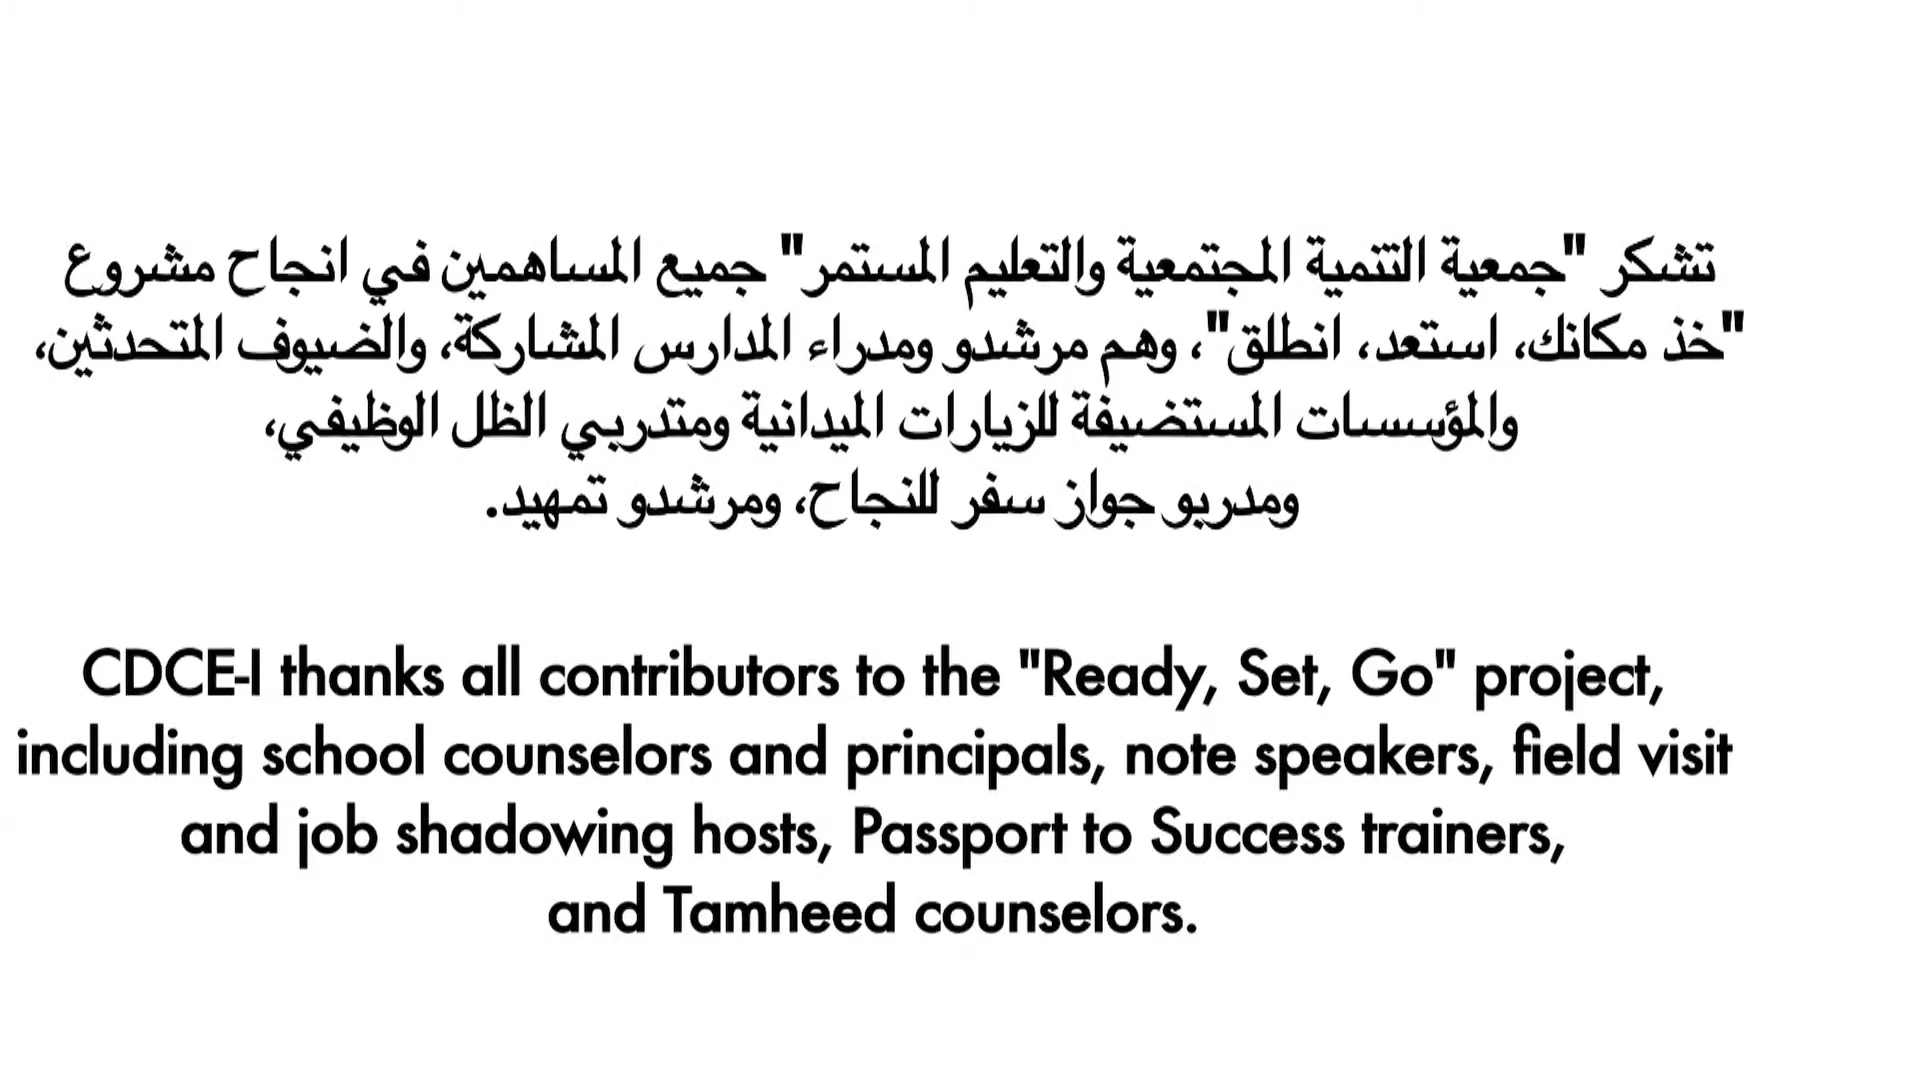 تشكر "جمعية التنمية المجتمعية والتعليم المستمر" جميع المساهمين في انجاح مشروع
"خذ مكانك، استعد، انطلق"، وهم مرشدو ومدراء المدارس المشاركة، والضيوف المتحدثين،
والمؤسسات المستضيفة للزيارات الميدانية ومتدربي الظل الوظيفي،
ومدربو جواز سفر للنجاح، ومرشدو تمهيد.
CDCE-I thanks all contributors to the "Ready, Set, Go" project,
including school counselors and principals, note speakers, field visit
and job shadowing hosts, Passport to Success trainers,
and Tamheed counselors.